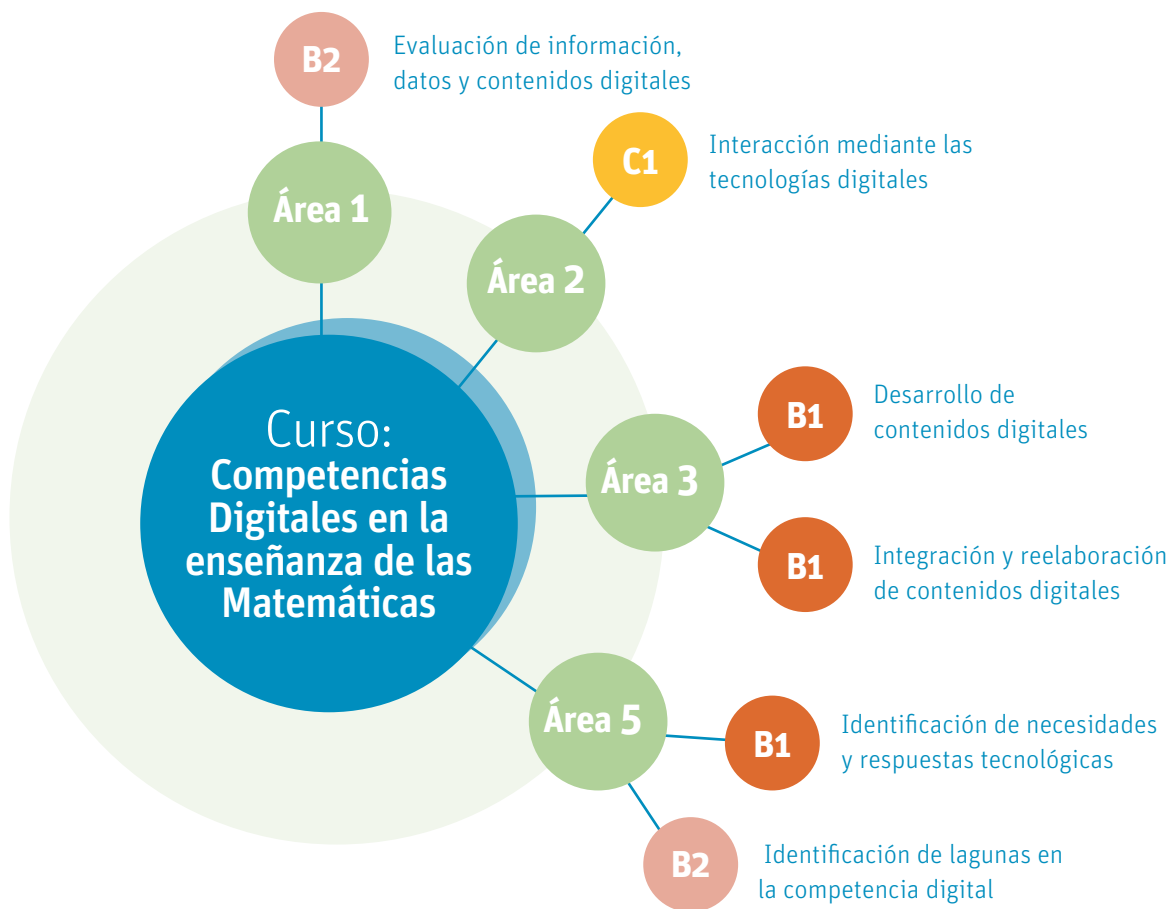 Curso:
Competencias
Digitales en la
enseñanza de las
Matemáticas
Área 1
B2
Evaluación de información,
datos y contenidos digitales
Área 2
C1
Interacción mediante las
tecnologías digitales
Área 3
B1
Desarrollo de
contenidos digitales
B1
Integración y reelaboración
de contenidos digitales
Área 5
B1
Identificación de necesidades
y respuestas tecnológicas
B2
Identificación de lagunas en
la competencia digital